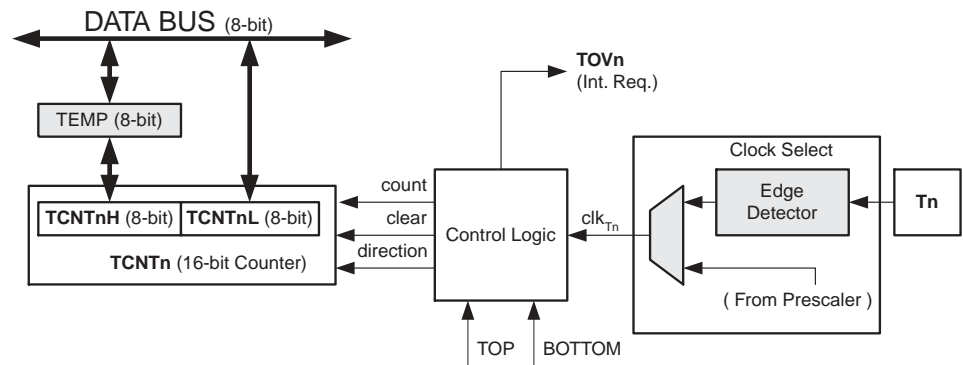 DATA BUS (8-bit)
TOVn
(Int. Req.)
TEMP (8-bit)
Clock Select
count
Edge
Detector
Tn
TCNTnH (8-bit) TCNTnL (8-bit)
clear
Control Logic
clkTn
TCNTn (16-bit Counter)
direction
( From Prescaler )
TOP
BOTTOM